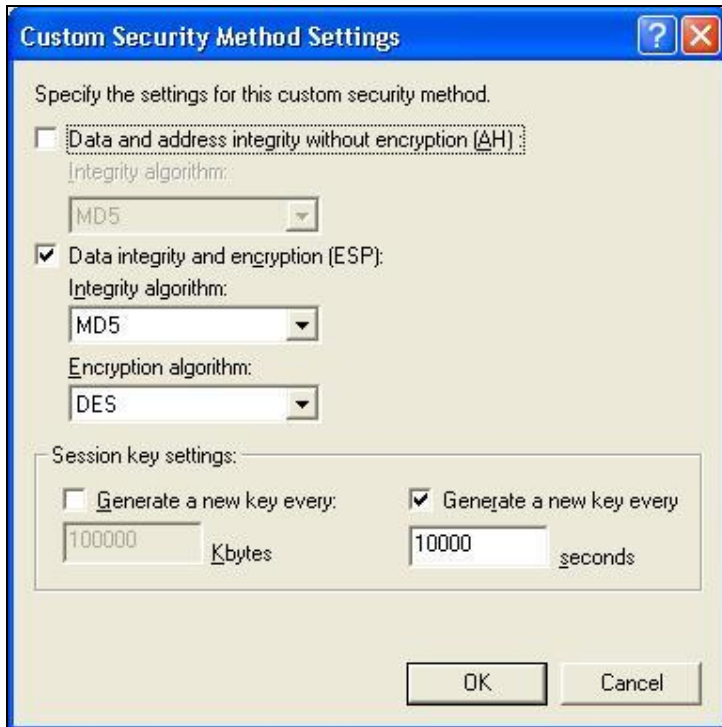 Custom Security Method Settings
Specify the settings for this custom security method.
Data and address integrity without encryption (AH) :
Integrity algorithm:
MD5
Data integrity and encryption (ESP):
Integrity algorithm:
MD5
Encryption algorithm:
DES
Session key settings:
Generate a new key every: Generate a new key every
100000 Kbytes 10000 seconds
OK Cancel